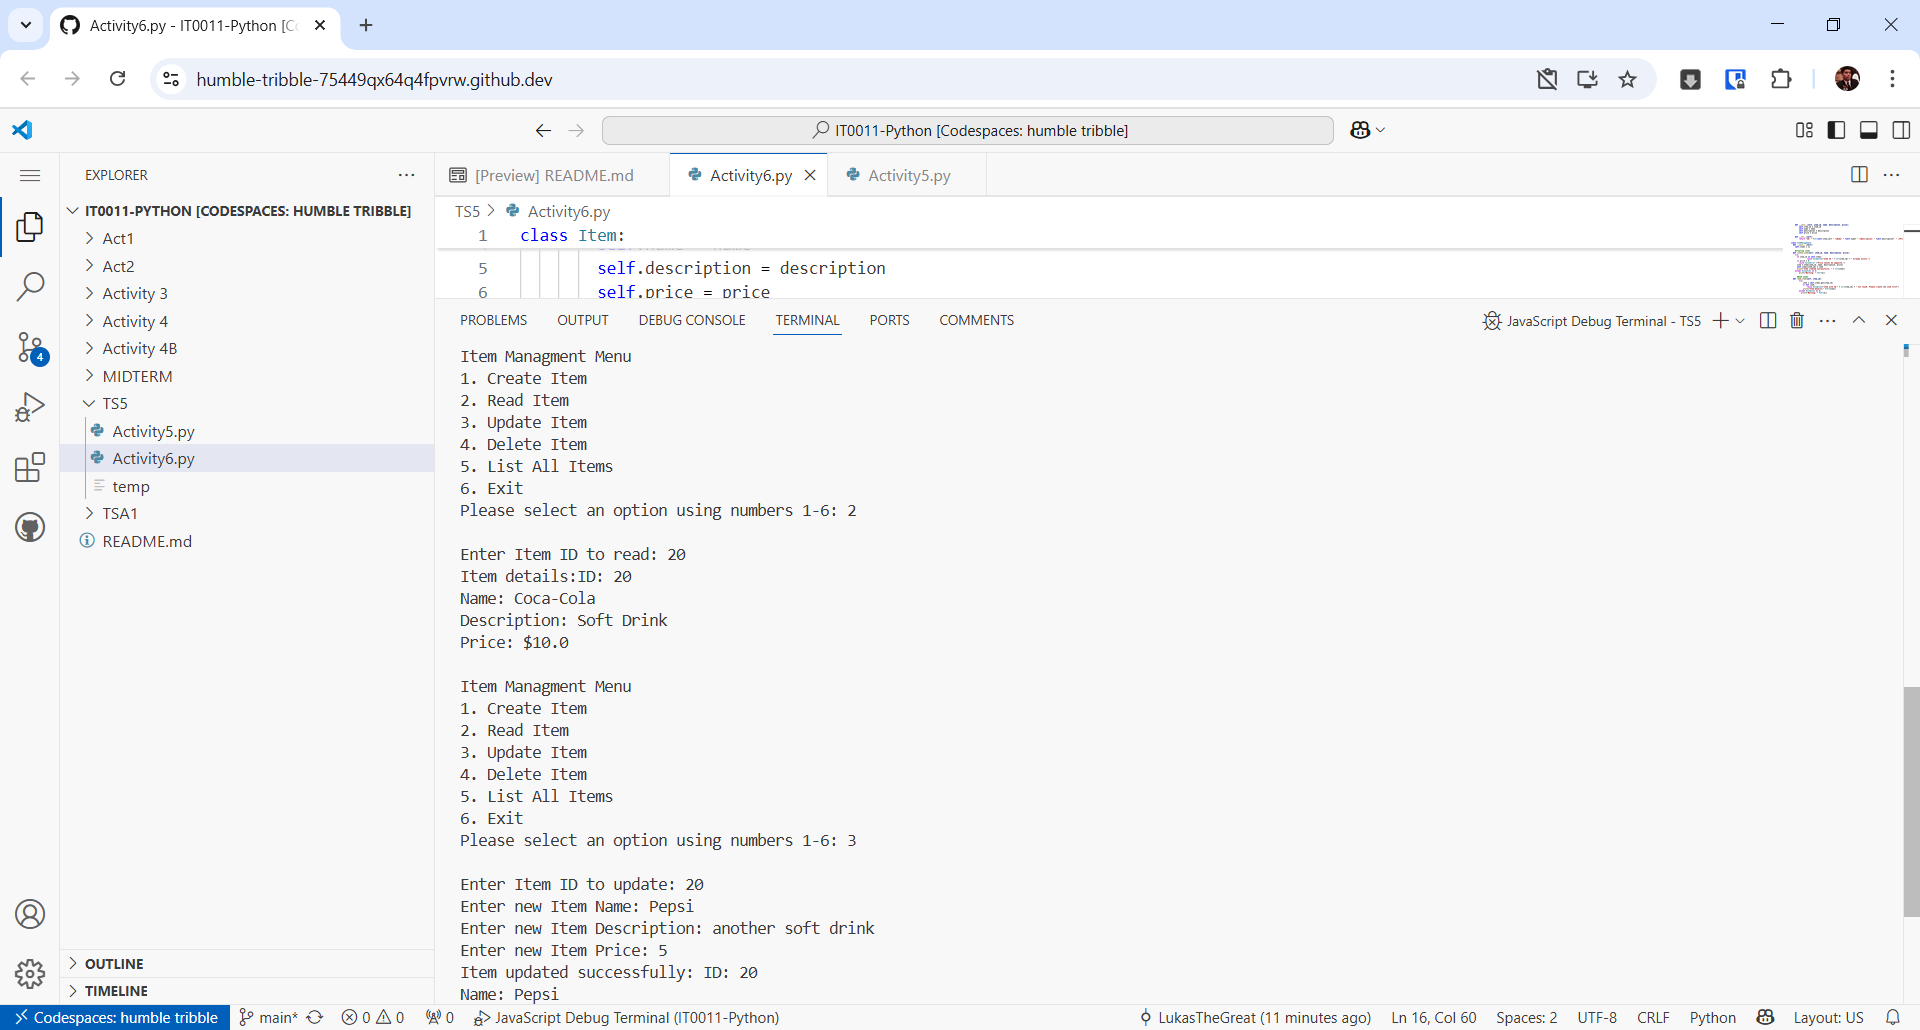 Activity6.py - IT0011-Python [Co
humble-tribble-75449qx64q4fpvrw.github.dev
IT0011-Python [Codespaces: humble tribble]
EXPLORER
IT0011-PYTHON [CODESPACES: HUMBLE TRIBBLE]
Act1
Act2
Activity 3
Activity 4
Activity 4B
MIDTERM
TS5
Activity5.py
Activity6.py
temp
TSA1
README.md
4
OUTLINE
TIMELINE
[Preview] README.md
Activity6.py
Activity5.py
TS5 > Activity6.py
1 class Item:
5 self.description = description
6 self.price = price
PROBLEMS OUTPUT DEBUG CONSOLE TERMINAL PORTS COMMENTS
JavaScript Debug Terminal - TS5
Item Managment Menu
1. Create Item
2. Read Item
3. Update Item
4. Delete Item
5. List All Items
6. Exit
Please select an option using numbers 1-6: 2
Enter Item ID to read: 20
Item details:ID: 20
Name: Coca-Cola
Description: Soft Drink
Price: $10.0
Item Managment Menu
1. Create Item
2. Read Item
3. Update Item
4. Delete Item
5. List All Items
6. Exit
Please select an option using numbers 1-6: 3
Enter Item ID to update: 20
Enter new Item Name: Pepsi
Enter new Item Description: another soft drink
Enter new Item Price: 5
Item updated successfully: ID: 20
Name: Pepsi
Codespaces: humble tribble main* 0 0 0 JavaScript Debug Terminal (IT0011-Python) LukasTheGreat (11 minutes ago) Ln 16, Col 60 Spaces: 2 UTF-8 CRLF Python Layout: US